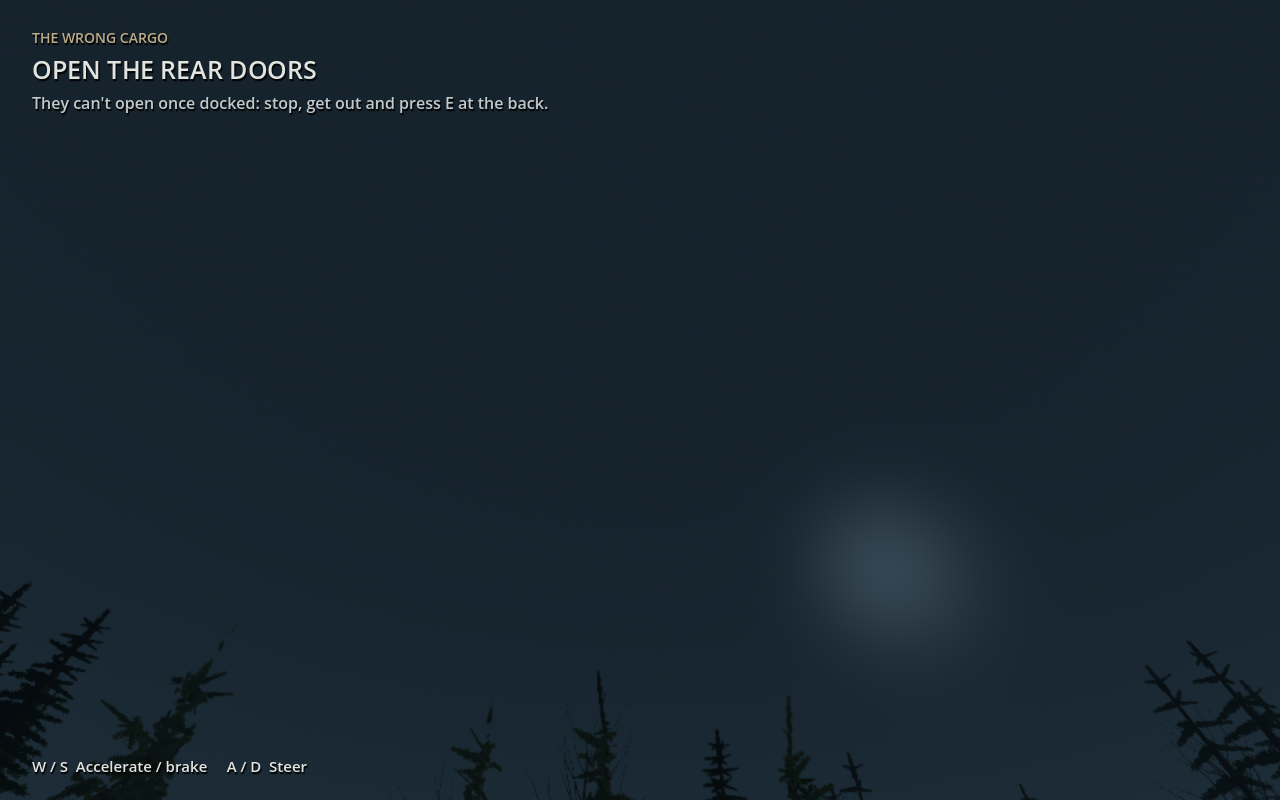 THE WRONG CARGO
OPEN THE REAR DOORS
They can't open once docked: stop, get out and press E at the back.
W / S Accelerate / brake A / D Steer